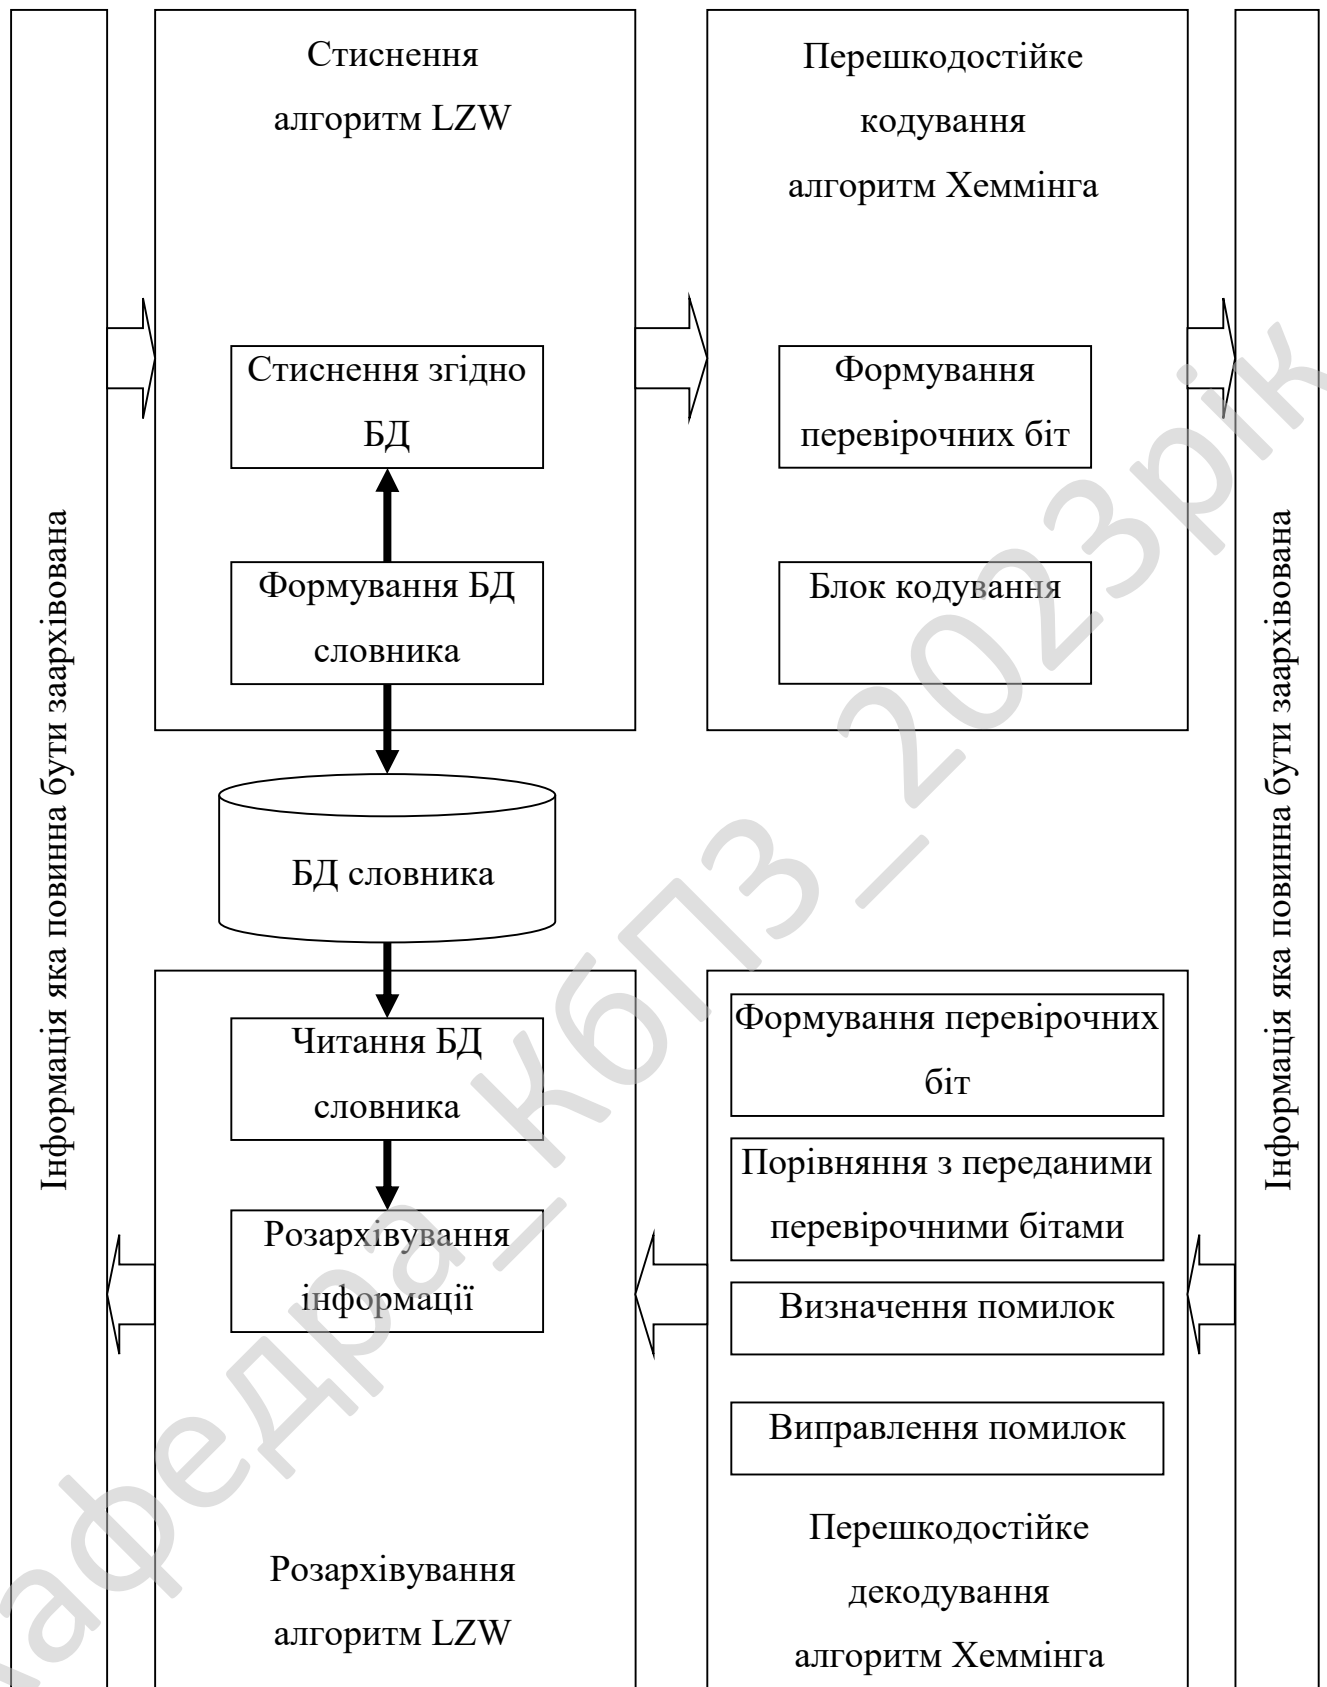 Інформація яка повинна бути заархівована
Стиснення
алгоритм LZW
Стиснення згідно
БД
Формування БД
словника
БД словника
Читання БД
словника
Розархівування
інформації
Розархівування
алгоритм LZW
Перешкодостійке
кодування
алгоритм Хеммінга
Формування
перевірочних біт
Блок кодування
Формування перевірочних
біт
Порівняння з переданими
перевірочними бітами
Визначення помилок
Виправлення помилок
Перешкодостійке
декодування
алгоритм Хеммінга
Інформація яка повинна бути заархівована
кафедра_КбПЗ_2023рік